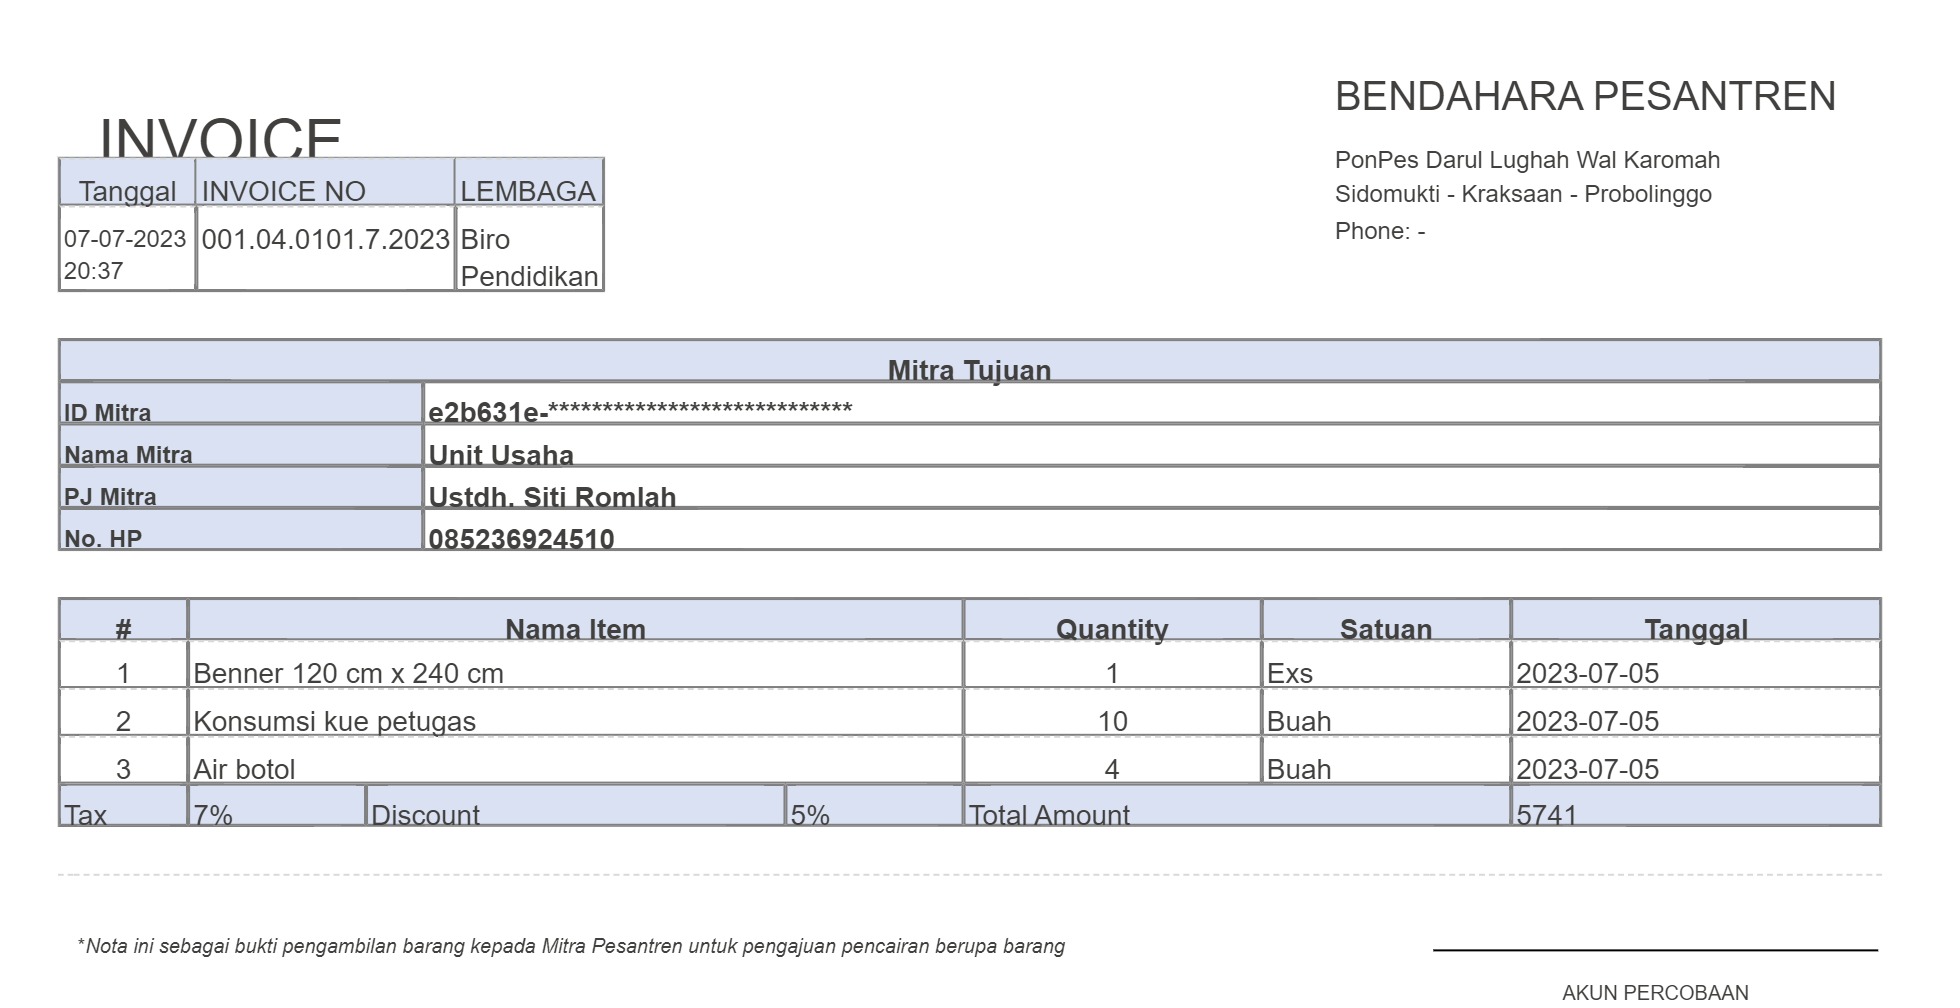 BENDAHARA PESANTREN
INVOICE
PonPes Darul Lughah Wal Karomah
Sidomukti - Kraksaan - Probolinggo
Phone: -
Tanggal INVOICE NO LEMBAGA
07-07-2023 20:37 001.04.0101.7.2023 Biro Pendidikan
Mitra Tujuan
ID Mitra e2b631e-****************************
Nama Mitra Unit Usaha
PJ Mitra Ustdh. Siti Romlah
No. HP 085236924510
# Nama Item Quantity Satuan Tanggal
1 Benner 120 cm x 240 cm 1 Exs 2023-07-05
2 Konsumsi kue petugas 10 Buah 2023-07-05
3 Air botol 4 Buah 2023-07-05
Tax 7% Discount 5% Total Amount 5741
*Nota ini sebagai bukti pengambilan barang kepada Mitra Pesantren untuk pengajuan pencairan berupa barang
AKUN PERCOBAAN